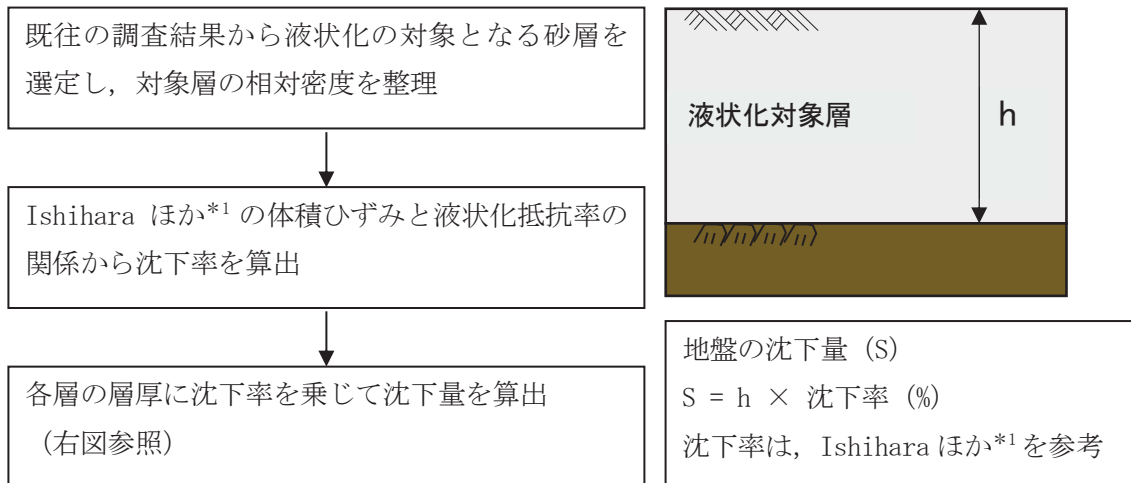 既往の調査結果から液状化の対象となる砂層を
選定し，対象層の相対密度を整理
Ishihara ほか*1 の体積ひずみと液状化抵抗率の
関係から沈下率を算出
各層の層厚に沈下率を乗じて沈下量を算出
（右図参照）
液状化対象層
h
地盤の沈下量（S）
S = h × 沈下率（%）
沈下率は，Ishihara ほか*1 を参考